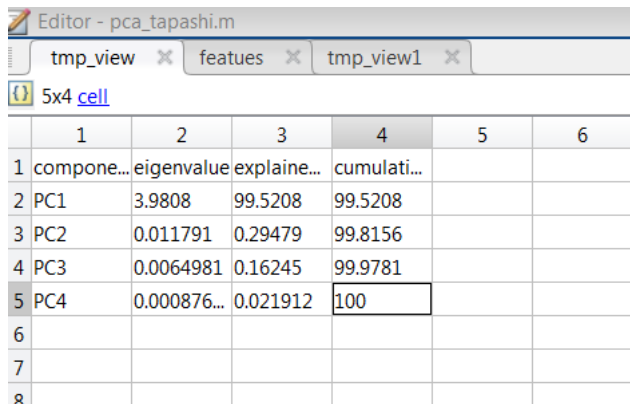 Editor - pca_tapashi.m
tmp_view featues tmp_view1
{} 5x4 cell
1 2 3 4 5 6
1 compone... eigenvalue explaine... cumulati...
2 PC1 3.9808 99.5208 99.5208
3 PC2 0.011791 0.29479 99.8156
4 PC3 0.0064981 0.16245 99.9781
5 PC4 0.000876... 0.021912 100
6
7
8